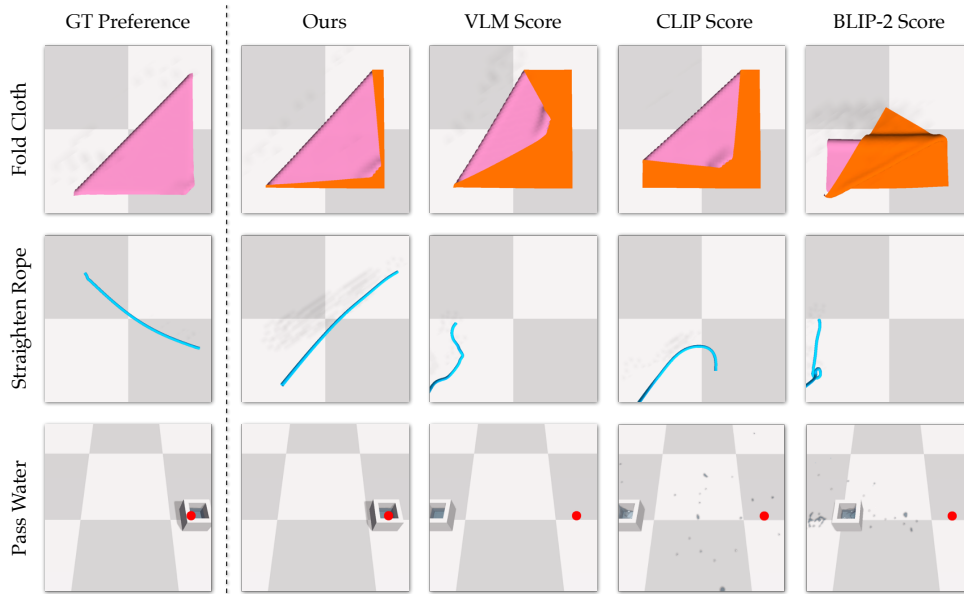 GT Preference
Ours
VLM Score
CLIP Score
BLIP-2 Score
Fold Cloth
Straighten Rope
Pass Water